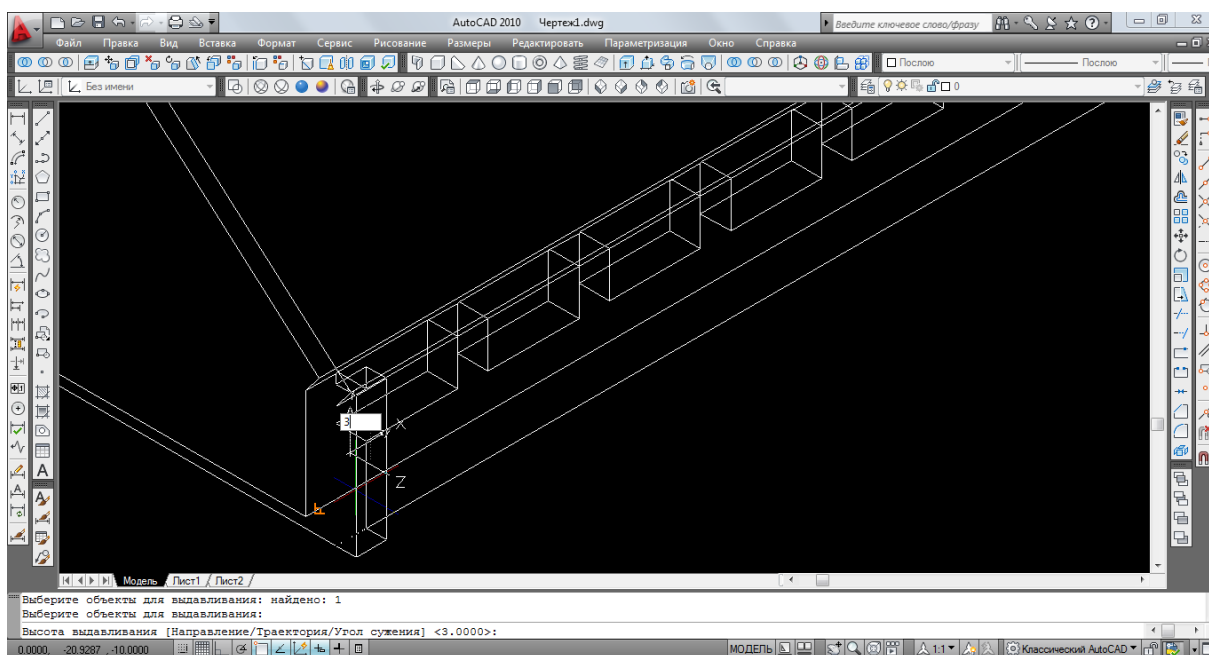 AutoCAD 2010 Чертеж1.dwg
Введите ключевое слово/фразу
Файл Правка Вид Вставка Формат Сервис Рисование Размеры Редактировать Параметризация Окно Справка
Послою Послою
Без имени 0
3
X
Z
Модель Лист1 Лист2
Выберите объекты для выдавливания: найдено: 1
Выберите объекты для выдавливания:
Высота выдавливания [Направление/Траектория/Угол сужения] <3.0000>:
0.0000, -20.9287 , -10.0000 МОДЕЛЬ 1:1 Классический AutoCAD